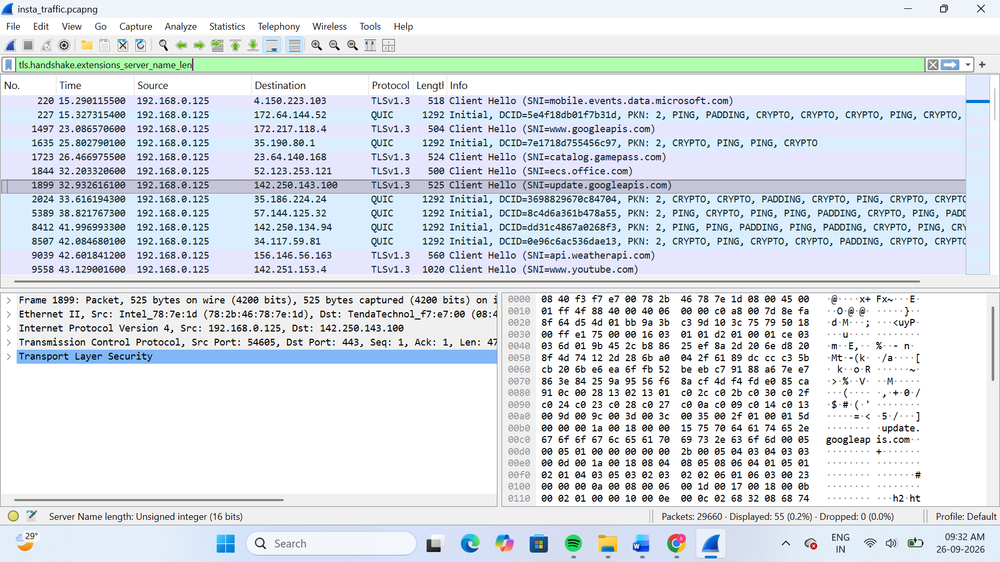 insta_traffic.pcapng
File Edit View Go Capture Analyze Statistics Telephony Wireless Tools Help
tls.handshake.extensions_server_name_len
No. Time Source Destination Protocol Length Info
220 15.290115500 192.168.0.125 4.150.223.103 TLSv1.3 518 Client Hello (SNI=mobile.events.data.microsoft.com)
227 15.327315400 192.168.0.125 172.64.144.52 QUIC 1292 Initial, DCID=5e4f18db01f7b31d, PKN: 2, PING, PADDING, CRYPTO, CRYPTO, CRYPTO, PING, CRYPTO,
1497 23.086570600 192.168.0.125 172.217.118.4 TLSv1.3 504 Client Hello (SNI=www.googleapis.com)
1635 25.802790100 192.168.0.125 35.190.80.1 QUIC 1292 Initial, DCID=7e1718d755456c97, PKN: 2, CRYPTO, PING, PING, CRYPTO
1723 26.466975500 192.168.0.125 23.64.140.168 TLSv1.3 524 Client Hello (SNI=catalog.gamepass.com)
1844 32.203320600 192.168.0.125 52.123.253.121 TLSv1.3 500 Client Hello (SNI=ecs.office.com)
1899 32.932616100 192.168.0.125 142.250.143.100 TLSv1.3 525 Client Hello (SNI=update.googleapis.com)
2024 33.616194300 192.168.0.125 35.186.224.24 QUIC 1292 Initial, DCID=3698829670c84704, PKN: 2, CRYPTO, CRYPTO, PADDING, CRYPTO, PING, CRYPTO, CRYPTO
5389 38.821767300 192.168.0.125 57.144.125.32 QUIC 1292 Initial, DCID=8c4d6a361b478a55, PKN: 2, PING, CRYPTO, PING, PING, PADDING, CRYPTO, PING, PADD
8412 41.996993300 192.168.0.125 142.250.134.94 QUIC 1292 Initial, DCID=dd31c4867a0268f3, PKN: 2, PING, PING, PADDING, PING, PADDING, CRYPTO, PING, CRY
8507 42.084680100 192.168.0.125 34.117.59.81 QUIC 1292 Initial, DCID=0e96c6ac536dae13, PKN: 2, CRYPTO, PING, CRYPTO, CRYPTO, PADDING, CRYPTO, CRYPTO
9039 42.601841200 192.168.0.125 156.146.56.163 TLSv1.3 560 Client Hello (SNI=api.weatherapi.com)
9558 43.129001600 192.168.0.125 142.251.153.4 TLSv1.3 1020 Client Hello (SNI=www.youtube.com)
Frame 1899: Packet, 525 bytes on wire (4200 bits), 525 bytes captured (4200 bits) on i
Ethernet II, Src: Intel_78:7e:1d (78:2b:46:78:7e:1d), Dst: TendaTechnol_f7:e7:00 (08:4
Internet Protocol Version 4, Src: 192.168.0.125, Dst: 142.250.143.100
Transmission Control Protocol, Src Port: 54605, Dst Port: 443, Seq: 1, Ack: 1, Len: 47
Transport Layer Security
0000 08 40 f3 f7 e7 00 78 2b 46 78 7e 1d 08 00 45 00 ·@····x+ Fx~···E·
0010 01 ff 4f 88 40 00 40 06 00 00 c0 a8 00 7d 8e fa ··O·@·@· ·····}··
0020 8f 64 d5 4d 01 bb 9a 3b c3 9d 10 3c 75 79 50 18 ·d·M···; ···<uyP·
0030 00 ff e1 75 00 00 16 03 01 01 d2 01 00 01 ce 03 ···u···· ········
0040 03 6d 01 9b 45 2c b8 86 25 ef 8a 2d 20 6e d8 20 ·m··E,·· %··- n·
0050 8f 4d 74 12 2d 28 6b a0 04 2f 61 89 dc cc c3 5b ·Mt·-(k· ·/a····[
0060 cb 20 6b e6 ea 6f fb 52 be eb c7 91 88 a6 7e e7 · k··o·R ······~·
0070 86 3e 84 25 9a 95 56 f6 8a cf 4d f4 fd e0 85 ca ·>·%··V· ··M·····
0080 91 0c 00 28 13 02 13 01 c0 2c c0 2b c0 30 c0 2f ···(···· ·,·+·0·/
0090 c0 24 c0 23 c0 28 c0 27 c0 0a c0 09 c0 14 c0 13 ·$·#·(·' ········
00a0 00 9d 00 9c 00 3d 00 3c 00 35 00 2f 01 00 01 5d ·····=·< ·5·/···]
00b0 00 00 00 1a 00 18 00 00 15 75 70 64 61 74 65 2e ········ ·update.
00c0 67 6f 6f 67 6c 65 61 70 69 73 2e 63 6f 6d 00 05 googleap is.com··
00d0 00 05 01 00 00 00 00 00 2b 00 05 04 03 04 03 03 ········ +·······
00e0 00 0d 00 1a 00 18 08 04 08 05 08 06 04 01 05 01 ········ ········
00f0 02 01 04 03 05 03 02 03 02 02 06 01 06 03 00 23 ········ ·······#
0100 00 00 00 0a 00 08 00 06 00 1d 00 17 00 18 00 0b ········ ········
0110 00 02 01 00 00 10 00 0e 00 0c 02 68 32 08 68 74 ········ ···h2·ht
Server Name length: Unsigned integer (16 bits)
Packets: 29660 · Displayed: 55 (0.2%) · Dropped: 0 (0.0%)
Profile: Default
29°
Search
ENG
IN
09:32 AM
26-09-2026